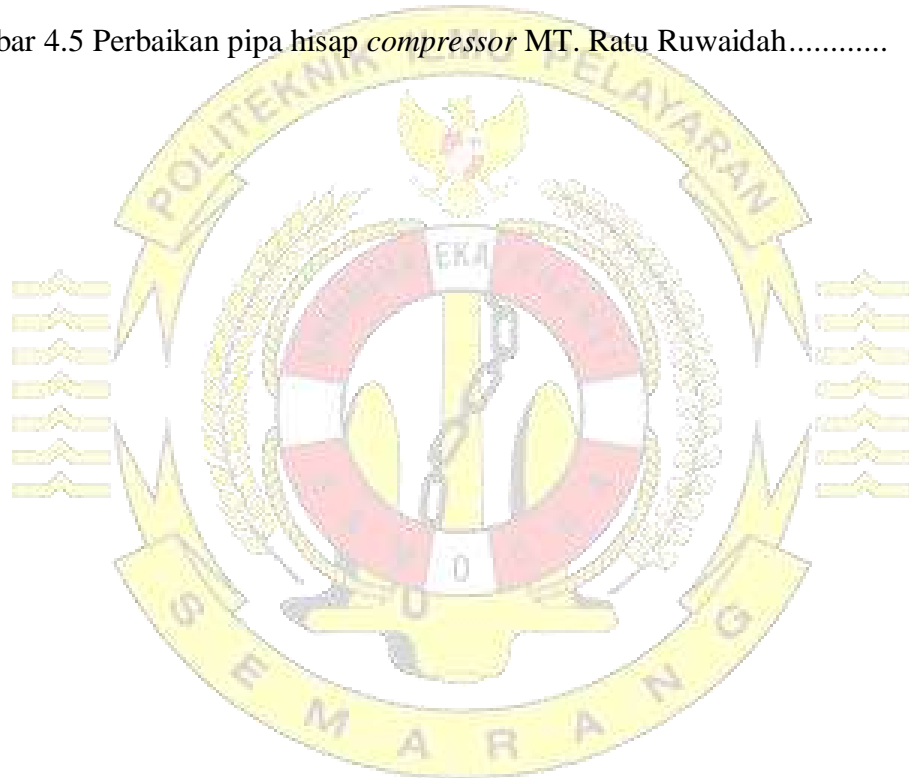 bar 4.5 Perbaikan pipa hisap compressor MT. Ratu Ruwaidah............
POLITEKNIK ILMU PELAYARAN
EKA
O
SEMARANG